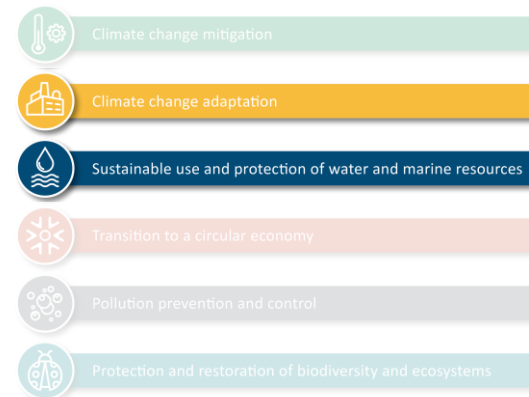 Climate change mitigation
Climate change adaptation
Sustainable use and protection of water and marine resources
Transition to a circular economy
Pollution prevention and control
Protection and restoration of biodiversity and ecosystems